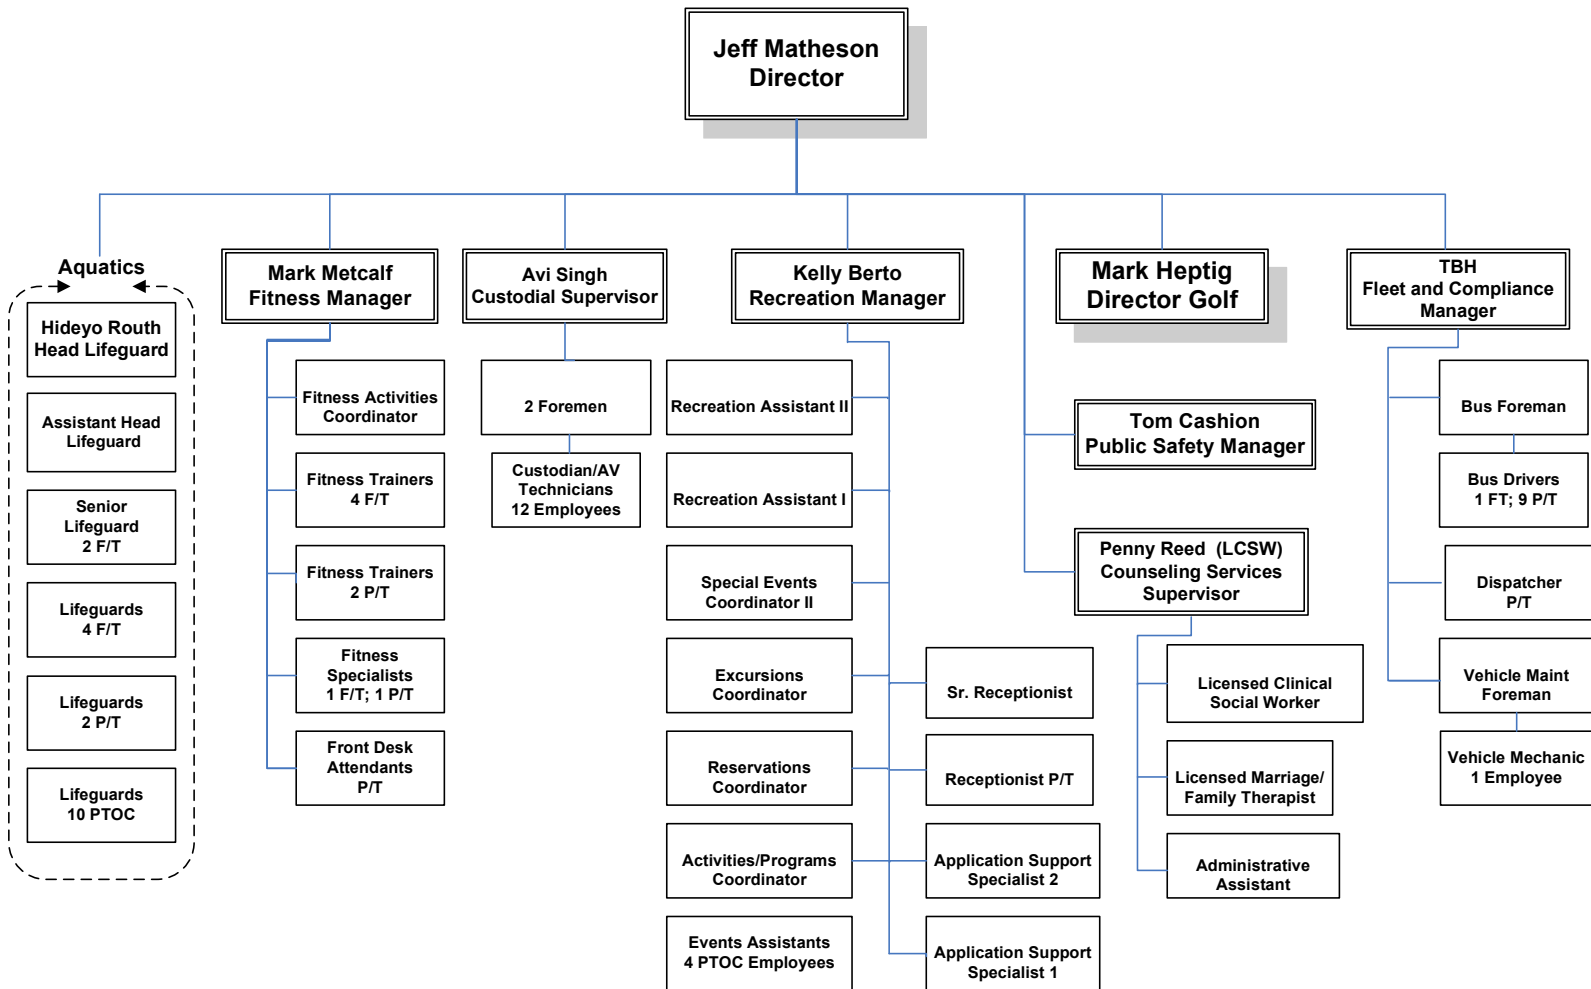 Jeff Matheson
Director
Aquatics
Hideyo Routh
Head Lifeguard
Assistant Head
Lifeguard
Senior
Lifeguard
2 F/T
Lifeguards
4 F/T
Lifeguards
2 P/T
Lifeguards
10 PTOC
Mark Metcalf
Fitness Manager
Fitness Activities
Coordinator
Fitness Trainers
4 F/T
Fitness Trainers
2 P/T
Fitness
Specialists
1 F/T; 1 P/T
Front Desk
Attendants
P/T
Avi Singh
Custodial Supervisor
2 Foremen
Custodian/AV
Technicians
12 Employees
Kelly Berto
Recreation Manager
Recreation Assistant II
Recreation Assistant I
Special Events
Coordinator II
Excursions
Coordinator
Reservations
Coordinator
Activities/Programs
Coordinator
Events Assistants
4 PTOC Employees
Sr. Receptionist
Receptionist P/T
Application Support
Specialist 2
Application Support
Specialist 1
Mark Heptig
Director Golf
Tom Cashion
Public Safety Manager
Penny Reed (LCSW)
Counseling Services
Supervisor
Licensed Clinical
Social Worker
Licensed Marriage/
Family Therapist
Administrative
Assistant
TBH
Fleet and Compliance
Manager
Bus Foreman
Bus Drivers
1 FT; 9 P/T
Dispatcher
P/T
Vehicle Maint
Foreman
Vehicle Mechanic
1 Employee